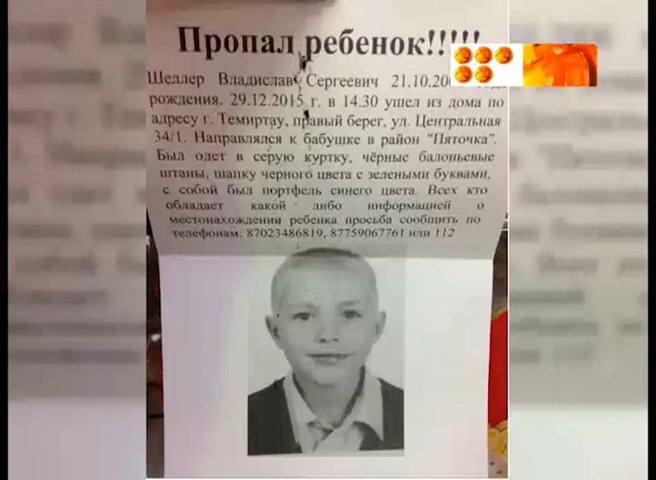 Пропал ребенок!!!!!
Шеллер Владислав Сергеевич 21.10.
рождения. 29.12.2015 г. в 14.30 ушел из дома по
адресу г. Темиртау, правый берег, ул. Центральная
34/1. Направлялся к бабушке в район "Пяточка".
Был одет в серую куртку, чёрные балоньевые
штаны, шапку черного цвета с зелеными буквами,
с собой был портфель синего цвета. Всех кто
обладает какой либо информацией о
местонахождении ребенка просьба сообщить по
телефонам: 87023486819, 87759067761 или 112